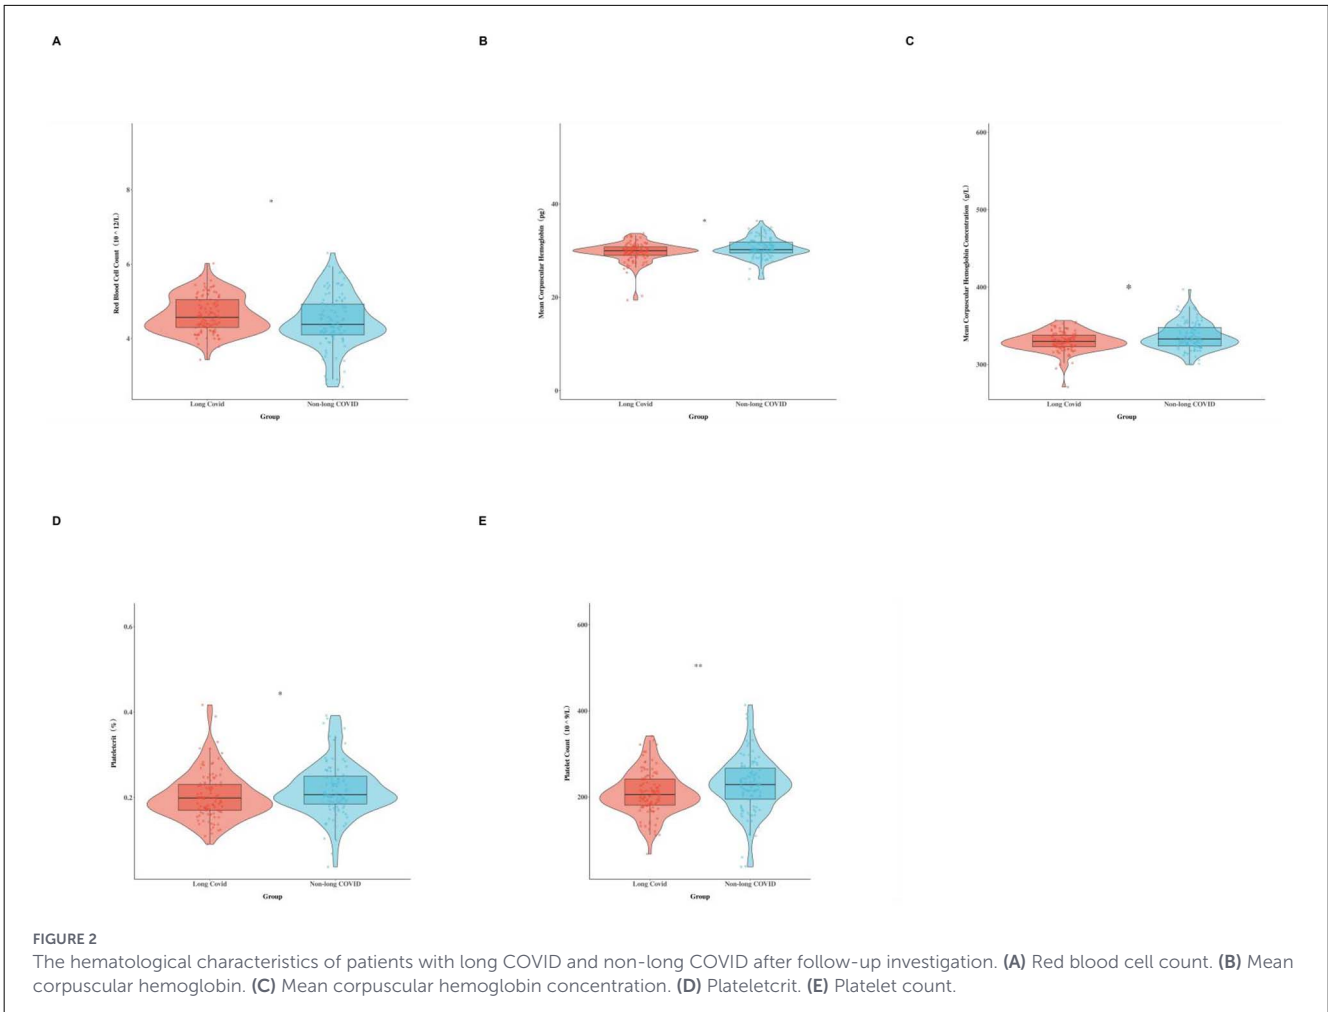 A
B
C
Red Blood Cell Count（10^12/L）
8
6
4
Long Covid
Non-long COVID
Group
*
Mean Corpuscular Hemoglobin（pg）
40
20
0
Long Covid
Non-long COVID
Group
*
Mean Corpuscular Hemoglobin Concentration（g/L）
600
500
400
300
Long Covid
Non-long COVID
Group
*
D
E
Plateletcrit（%）
0.6
0.4
0.2
Long Covid
Non-long COVID
Group
*
Platelet Count（10^9/L）
600
400
200
Long Covid
Non-long COVID
Group
**
FIGURE 2
The hematological characteristics of patients with long COVID and non-long COVID after follow-up investigation. (A) Red blood cell count. (B) Mean
corpuscular hemoglobin. (C) Mean corpuscular hemoglobin concentration. (D) Plateletcrit. (E) Platelet count.